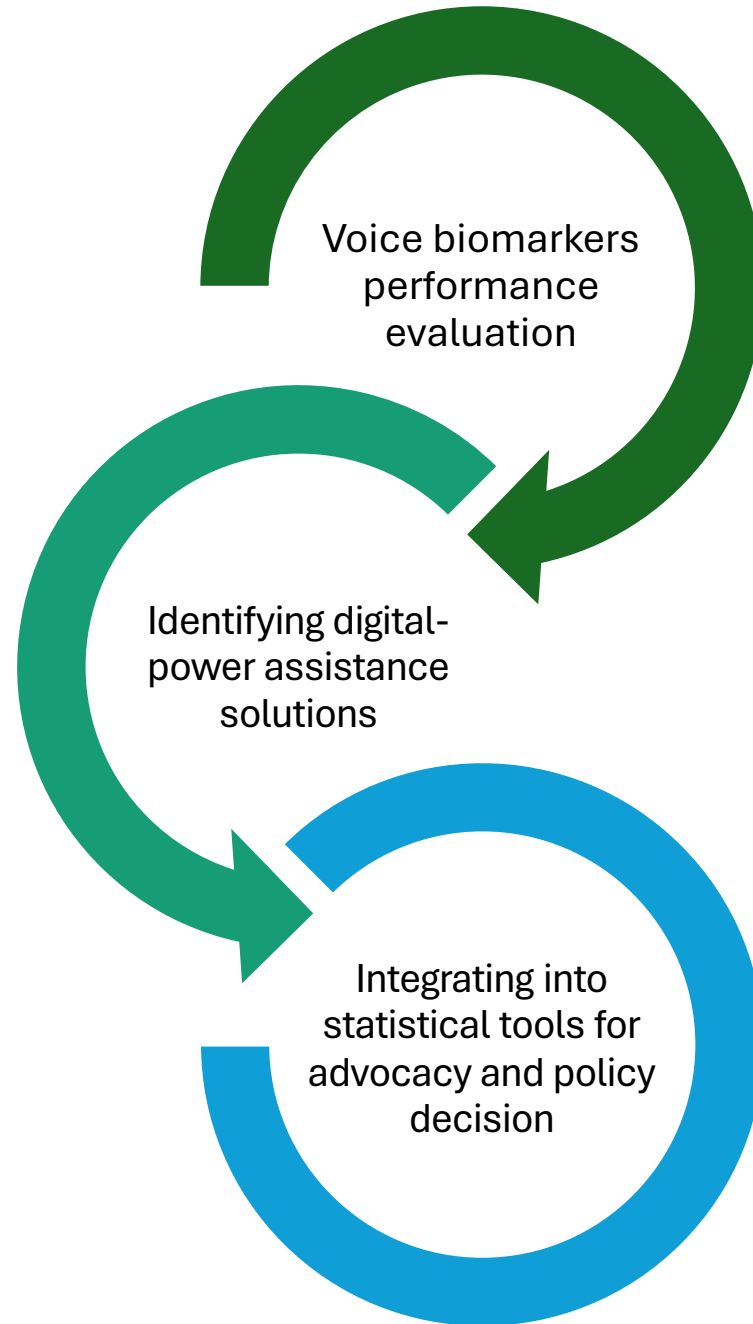 Voice biomarkers
performance
evaluation
Identifying digital-
power assistance
solutions
Integrating into
statistical tools for
advocacy and policy
decision